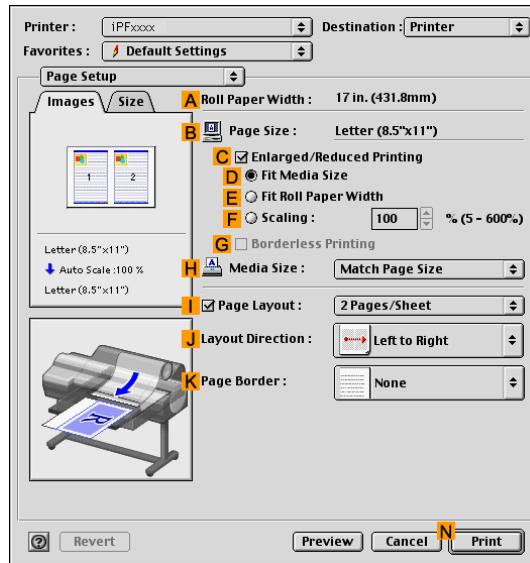 Printer : iPFxxxx Destination : Printer
Favorites : Default Settings
Page Setup
Images Size
A Roll Paper Width : 17 in. (431.8mm)
B Page Size : Letter (8.5"x11")
C Enlarged/Reduced Printing
D Fit Media Size
E Fit Roll Paper Width
F Scaling : 100 % (5 - 600%)
G Borderless Printing
H Media Size : Match Page Size
1 2
Letter (8.5"x11")
Auto Scale :100 %
Letter (8.5"x11")
I Page Layout : 2 Pages/Sheet
J Layout Direction : Left to Right
K Page Border : None
R
? Revert Preview Cancel N Print